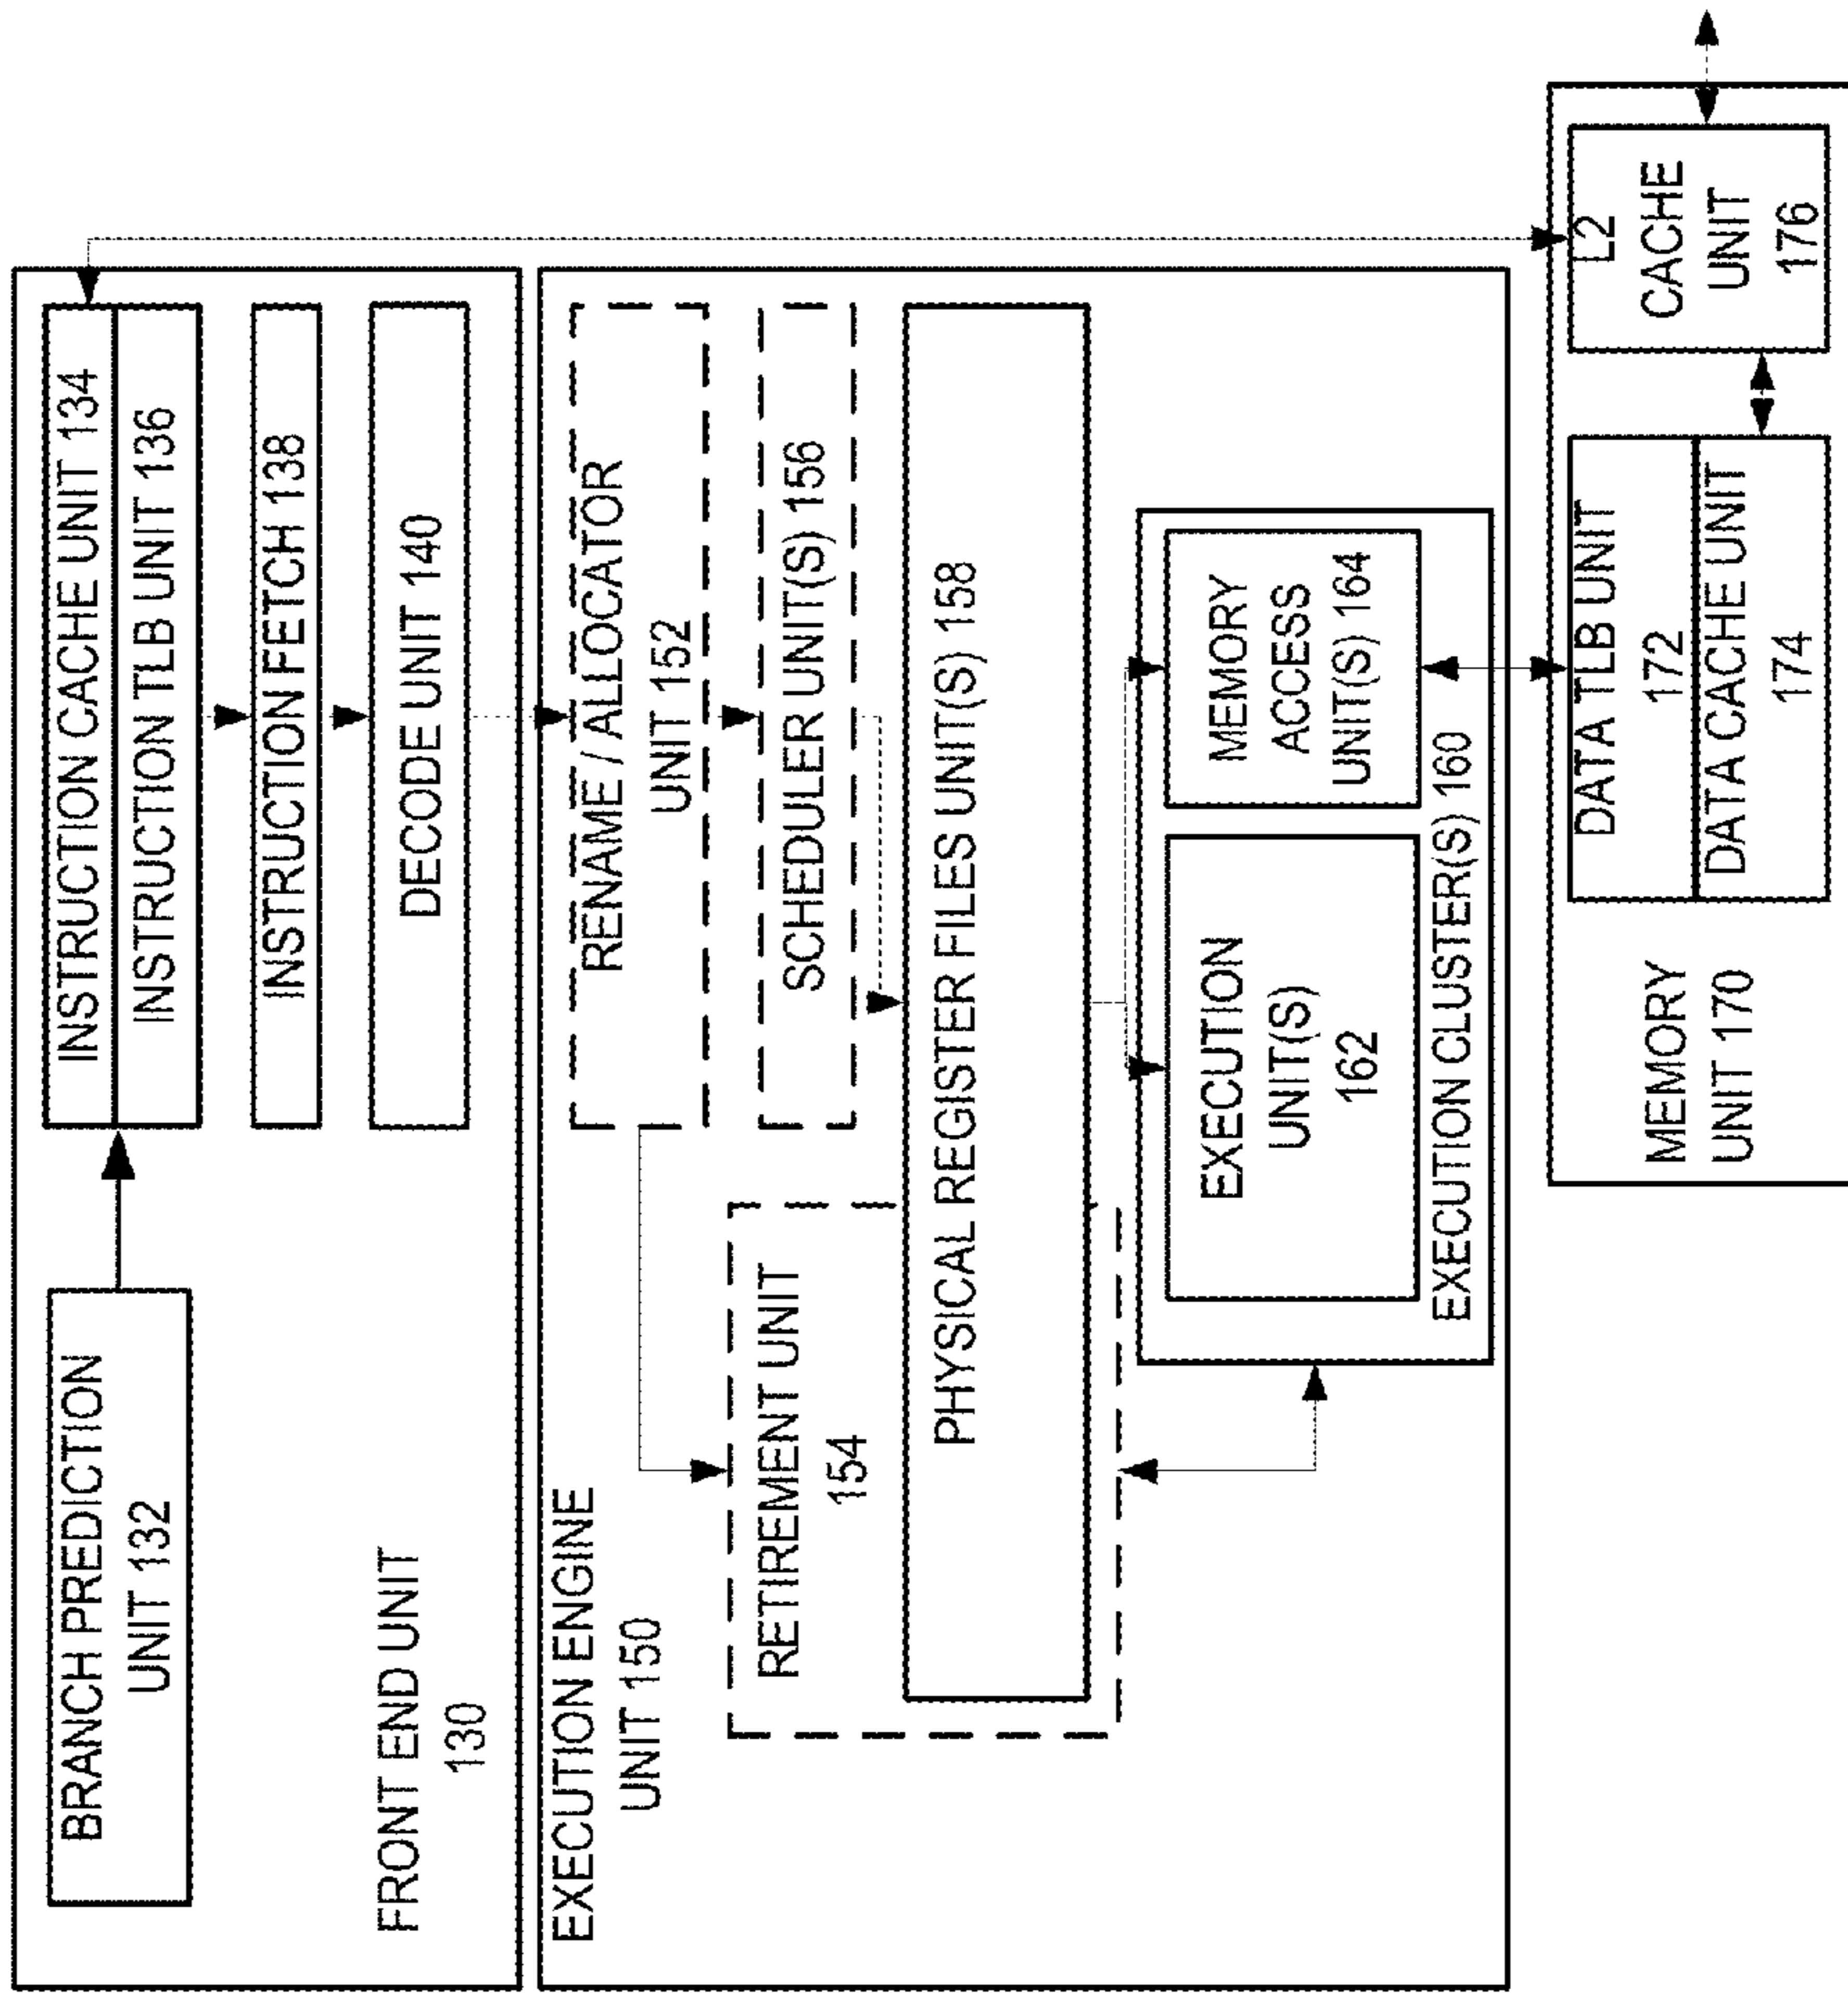 BRANCH PREDICTION
UNIT 132
INSTRUCTION CACHE UNIT 134
INSTRUCTION TLB UNIT 136
INSTRUCTION FETCH 138
DECODE UNIT 140
FRONT END UNIT
130
EXECUTION ENGINE
UNIT 150
RENAME / ALLOCATOR
UNIT 152
SCHEDULER UNIT(S) 156
RETIREMENT UNIT
154
PHYSICAL REGISTER FILES UNIT(S) 158
EXECUTION
UNIT(S)
162
MEMORY
ACCESS
UNIT(S) 164
EXECUTION CLUSTER(S) 160
MEMORY
UNIT 170
DATA TLB UNIT
172
DATA CACHE UNIT
174
L2
CACHE
UNIT
176